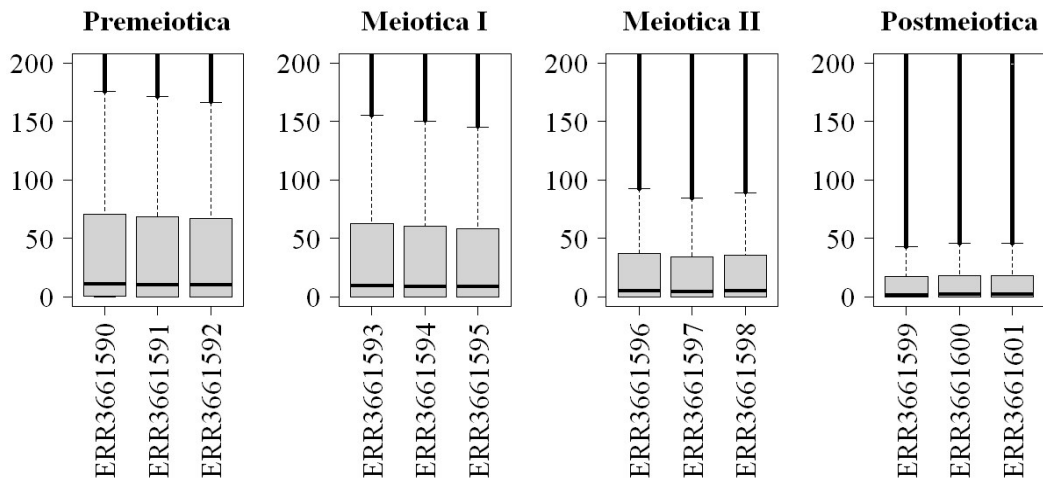 Premeiotica
200
150
100
50
0
ERR3661590
ERR3661591
ERR3661592
Meiotica I
200
150
100
50
0
ERR3661593
ERR3661594
ERR3661595
Meiotica II
200
150
100
50
0
ERR3661596
ERR3661597
ERR3661598
Postmeiotica
200
150
100
50
0
ERR3661599
ERR3661600
ERR3661601